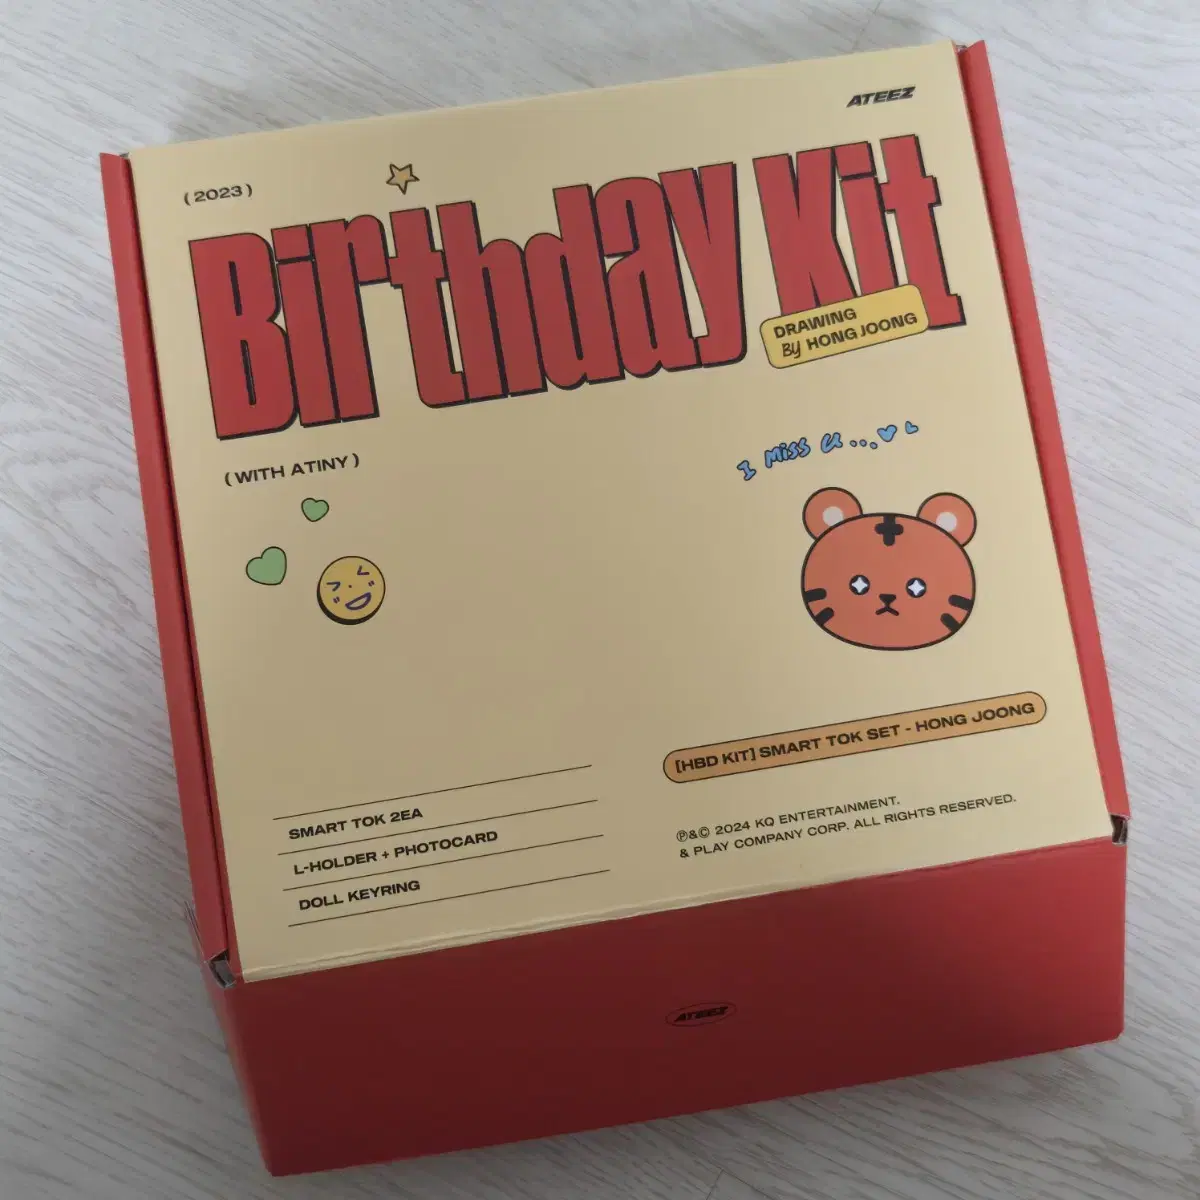 ATEEZ
(2023)
Birthday Kit
DRAWING
By HONG JOONG
(WITH ATINY)
I miss u...
[HBD KIT] SMART TOK SET - HONG JOONG
SMART TOK 2EA
L-HOLDER + PHOTOCARD
DOLL KEYRING
℗&© 2024 KQ ENTERTAINMENT.
& PLAY COMPANY CORP. ALL RIGHTS RESERVED.
ATEEZ